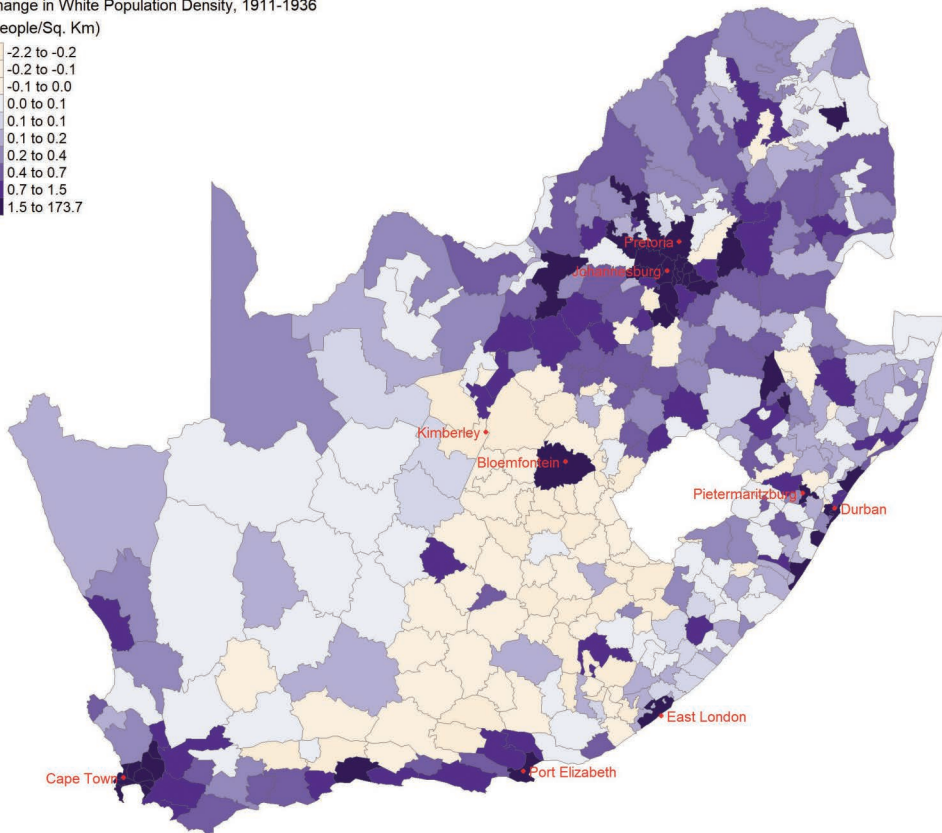 hange in White Population Density, 1911-1936
eople/Sq. Km)
-2.2 to -0.2
-0.2 to -0.1
-0.1 to 0.0
0.0 to 0.1
0.1 to 0.1
0.1 to 0.2
0.2 to 0.4
0.4 to 0.7
0.7 to 1.5
1.5 to 173.7
Pretoria
Johannesburg
Kimberley
Bloemfontein
Pietermaritzburg
Durban
East London
Port Elizabeth
Cape Town